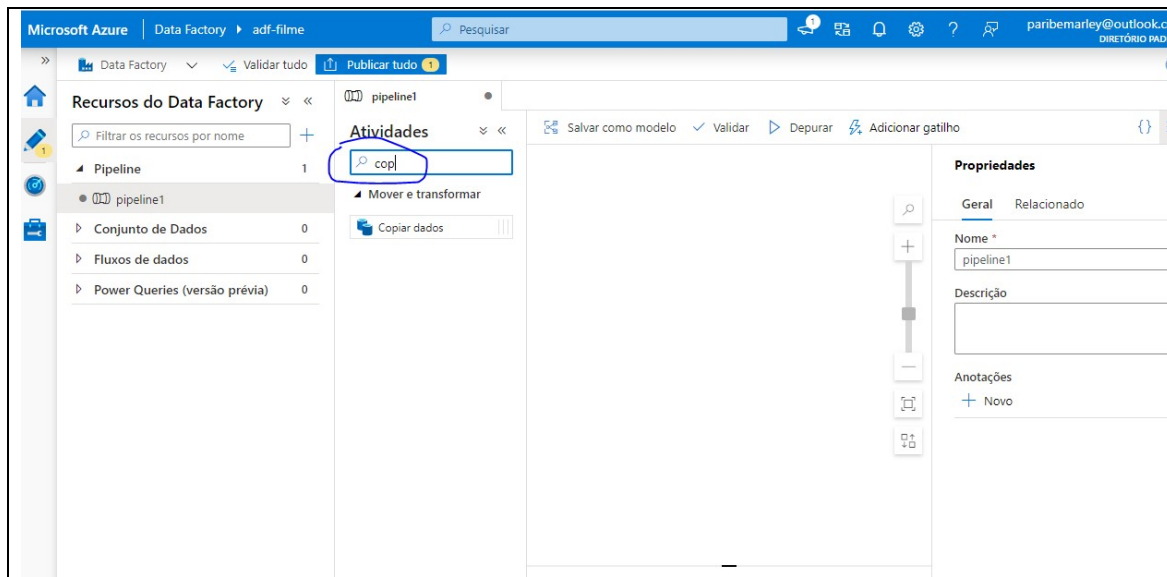 Microsoft Azure
Data Factory
adf-filme
Pesquisar
1
paribemarley@outlook.c
DIRETÓRIO PAD
Data Factory
Validar tudo
Publicar tudo 1
Recursos do Data Factory
Filtrar os recursos por nome
1
Pipeline 1
pipeline1
Conjunto de Dados 0
Fluxos de dados 0
Power Queries (versão prévia) 0
pipeline1
Atividades
cop
Mover e transformar
Copiar dados
Salvar como modelo
Validar
Depurar
Adicionar gatilho
{}
Propriedades
Geral
Relacionado
Nome *
pipeline1
Descrição
Anotações
Novo